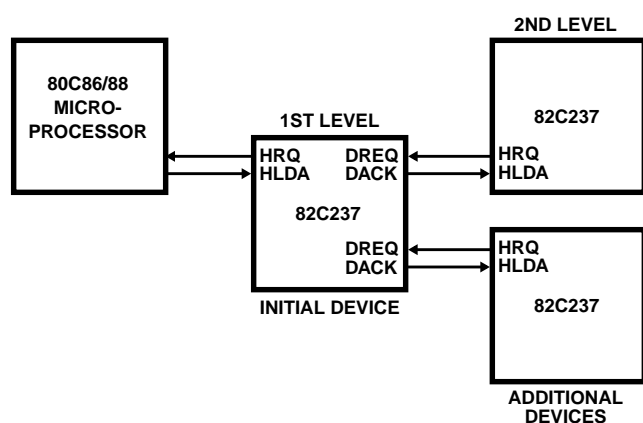 80C86/88
MICRO-
PROCESSOR
1ST LEVEL
HRQ DREQ
HLDA DACK
82C237
DREQ
DACK
INITIAL DEVICE
2ND LEVEL
82C237
HRQ
HLDA
HRQ
HLDA
82C237
ADDITIONAL
DEVICES